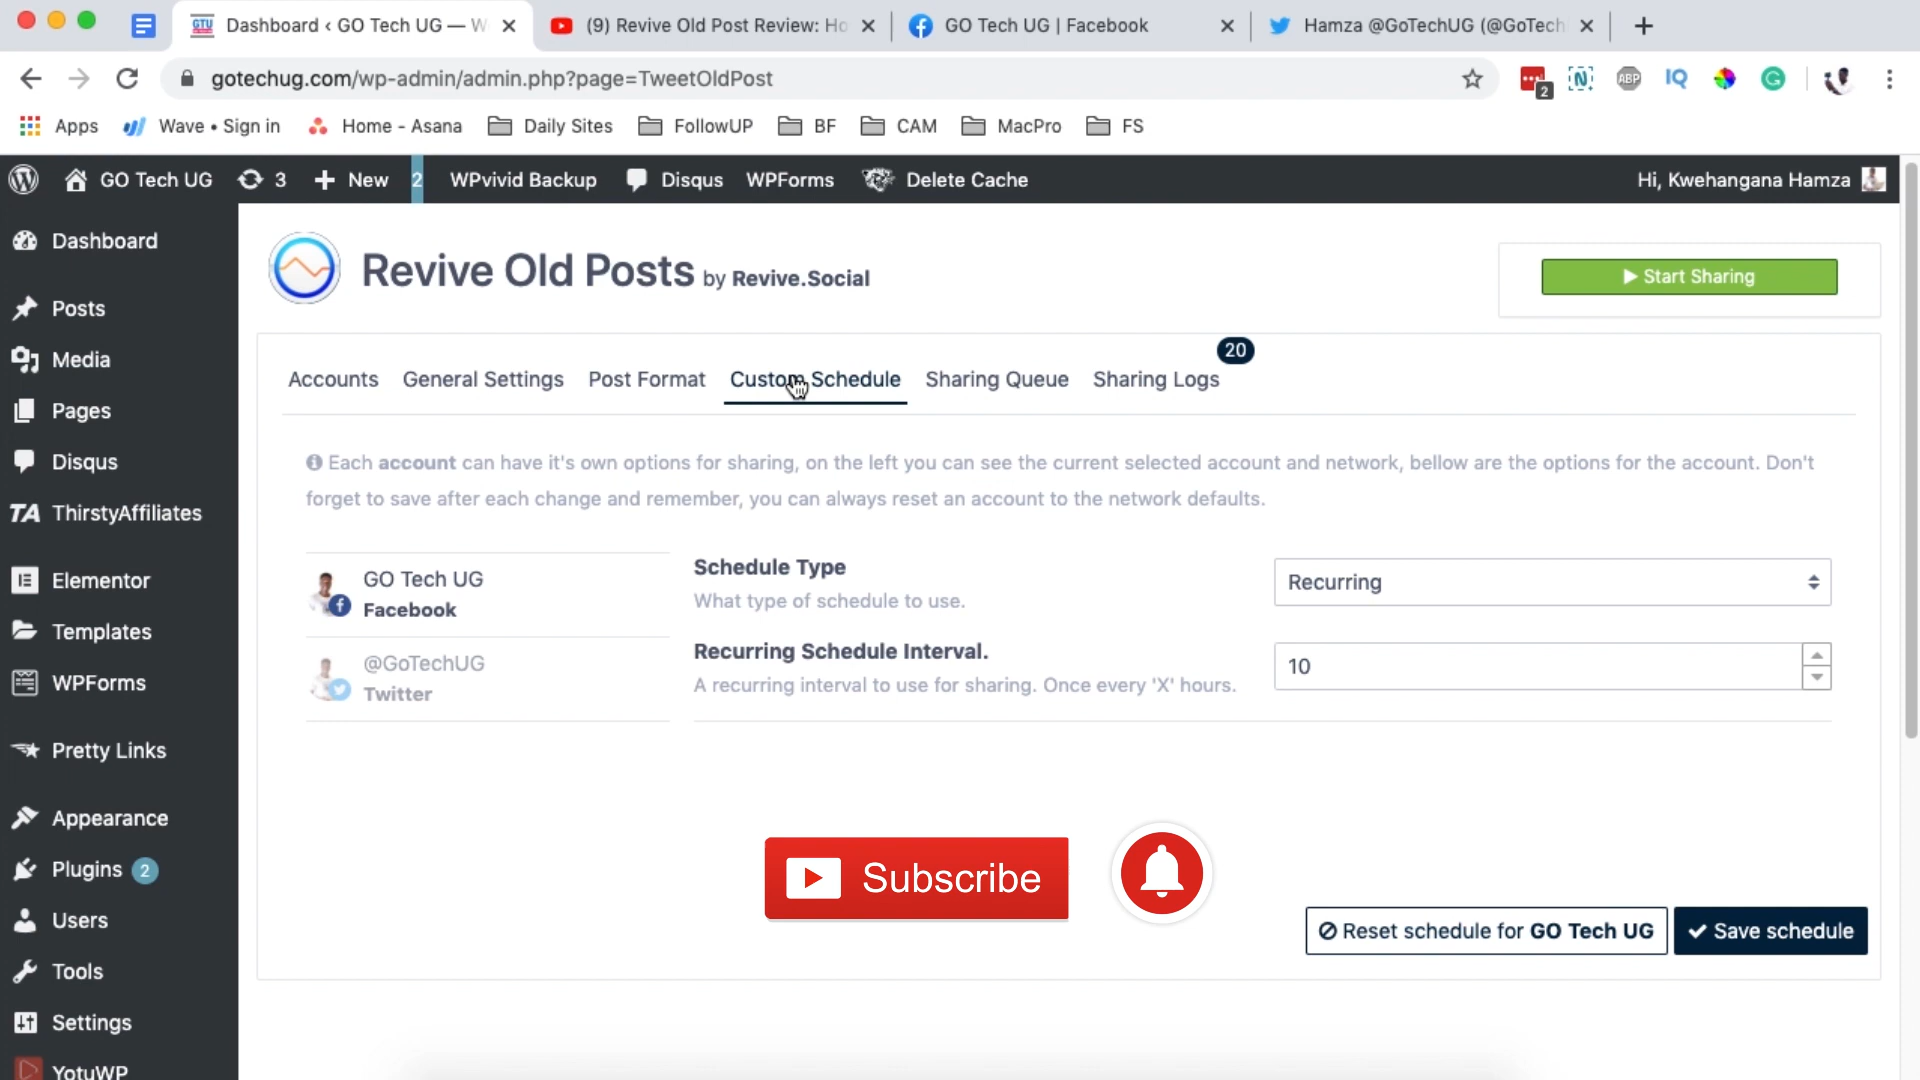 GTU Dashboard ‹ GO Tech UG — W
(9) Revive Old Post Review: Ho
GO Tech UG | Facebook
Hamza @GoTechUG (@GoTech
gotechug.com/wp-admin/admin.php?page=TweetOldPost
2
ABP
IQ
Apps
Wave • Sign in
Home - Asana
Daily Sites
FollowUP
BF
CAM
MacPro
FS
GO Tech UG
3
New
2
WPvivid Backup
Disqus
WPForms
Delete Cache
Hi, Kwehangana Hamza
Dashboard
Posts
Media
Pages
Disqus
TA ThirstyAffiliates
Elementor
Templates
WPForms
Pretty Links
Appearance
Plugins 2
Users
Tools
Settings
YotuWP
Revive Old Posts by Revive.Social
Start Sharing
20
Accounts
General Settings
Post Format
Custom Schedule
Sharing Queue
Sharing Logs
Each account can have it's own options for sharing, on the left you can see the current selected account and network, bellow are the options for the account. Don't
forget to save after each change and remember, you can always reset an account to the network defaults.
GO Tech UG
Facebook
@GoTechUG
Twitter
Schedule Type
What type of schedule to use.
Recurring
Recurring Schedule Interval.
A recurring interval to use for sharing. Once every 'X' hours.
10
Subscribe
Reset schedule for GO Tech UG
Save schedule